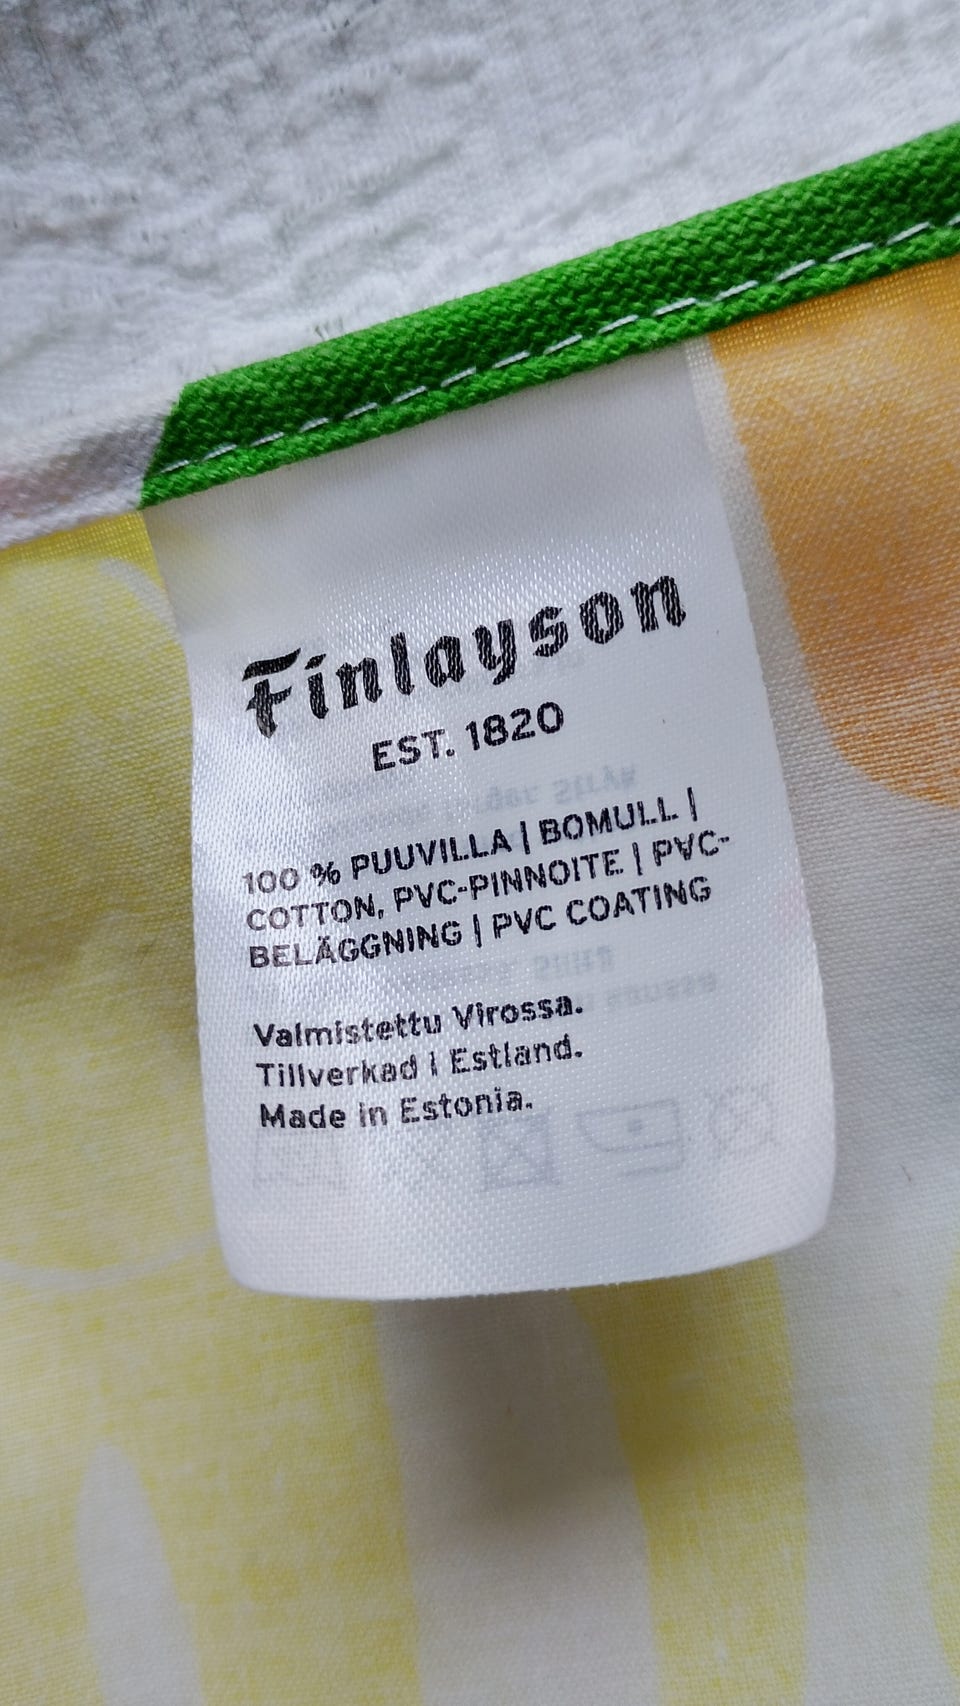 Finlayson
EST. 1820
100 % PUUVILLA | BOMULL |
COTTON, PVC-PINNOITE | PVC-
BELÄGGNING | PVC COATING
Valmistettu Virossa.
Tillverkad i Estland.
Made in Estonia.